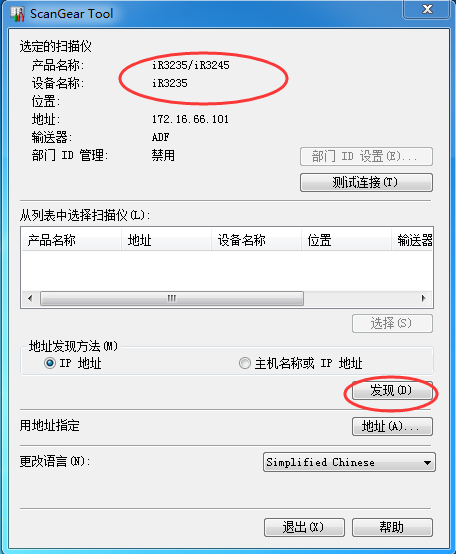 ScanGear Tool
选定的扫描仪
产品名称: iR3235/iR3245
设备名称: iR3235
位置:
地址: 172.16.66.101
输送器: ADF
部门 ID 管理: 禁用 部门 ID 设置(E)...
测试连接(T)
从列表中选择扫描仪(L):
产品名称 地址 设备名称 位置 输送器
选择(S)
地址发现方法(M)
IP 地址 主机名称或 IP 地址
发现(D)
用地址指定 地址(A)...
更改语言(N): Simplified Chinese
退出(X) 帮助